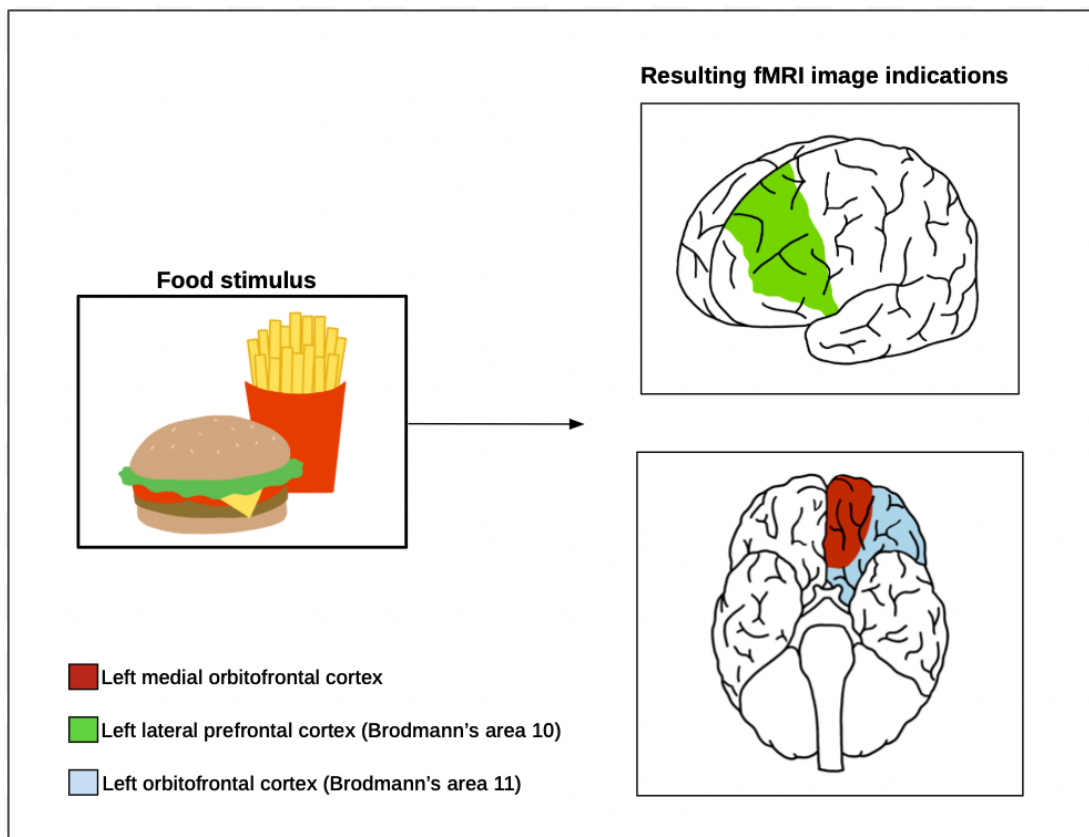 Resulting fMRI image indications
Food stimulus
Left medial orbitofrontal cortex
Left lateral prefrontal cortex (Brodmann's area 10)
Left orbitofrontal cortex (Brodmann's area 11)